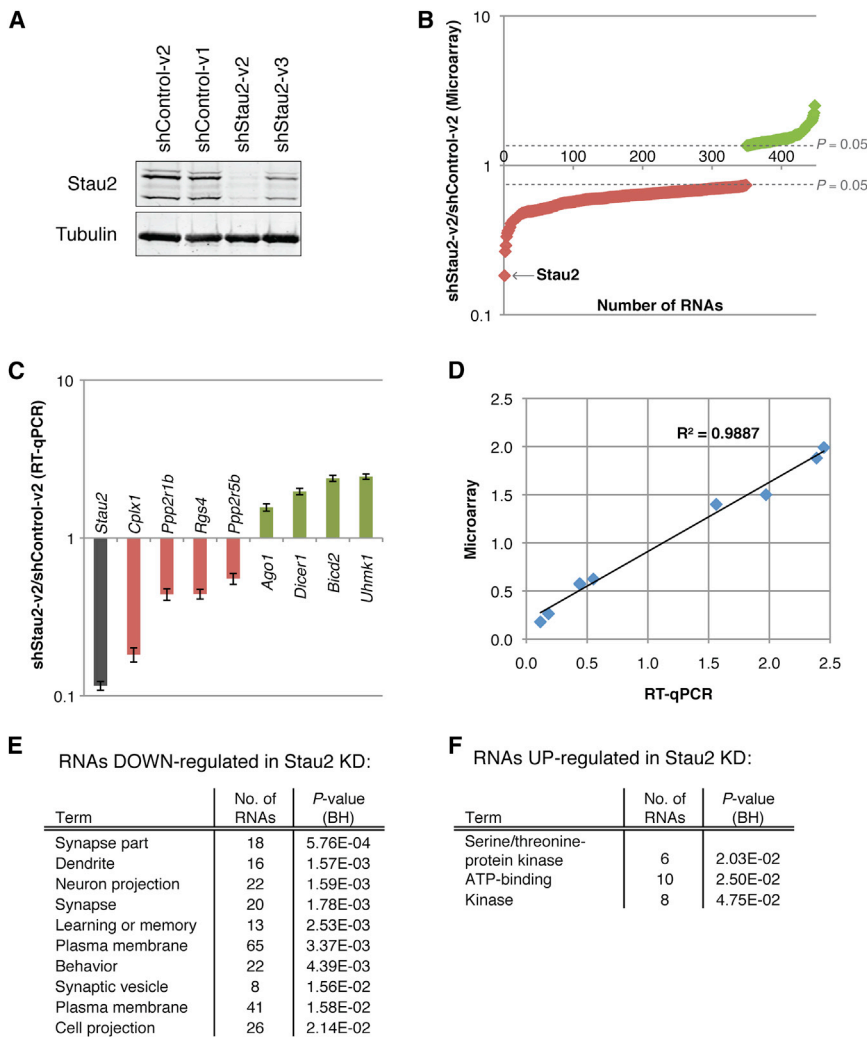 A
shControl-v2
shControl-v1
shStau2-v2
shStau2-v3
Stau2
Tubulin
B
shStau2-v2/shControl-v2 (Microarray)
10
1
0.1
0 100 200 300 400
P = 0.05
P = 0.05
Stau2
Number of RNAs
C
shStau2-v2/shControl-v2 (RT-qPCR)
10
1
0.1
Stau2
Cplx1
Ppp2r1b
Rgs4
Ppp2r5b
Ago1
Dicer1
Bicd2
Uhmk1
D
Microarray
2.5
2.0
1.5
1.0
0.5
0.0
R² = 0.9887
0.0 0.5 1.0 1.5 2.0 2.5
RT-qPCR
E
RNAs DOWN-regulated in Stau2 KD:
Term No. of RNAs P-value (BH)
Synapse part 18 5.76E-04
Dendrite 16 1.57E-03
Neuron projection 22 1.59E-03
Synapse 20 1.78E-03
Learning or memory 13 2.53E-03
Plasma membrane 65 3.37E-03
Behavior 22 4.39E-03
Synaptic vesicle 8 1.56E-02
Plasma membrane 41 1.58E-02
Cell projection 26 2.14E-02
F
RNAs UP-regulated in Stau2 KD:
Term No. of RNAs P-value (BH)
Serine/threonine-
protein kinase 6 2.03E-02
ATP-binding 10 2.50E-02
Kinase 8 4.75E-02